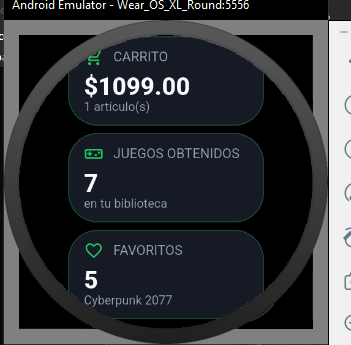 Android Emulator - Wear_OS_XL_Round:5556
CARRITO
$1099.00
1 artículo(s)
JUEGOS OBTENIDOS
7
en tu biblioteca
FAVORITOS
5
Cyberpunk 2077